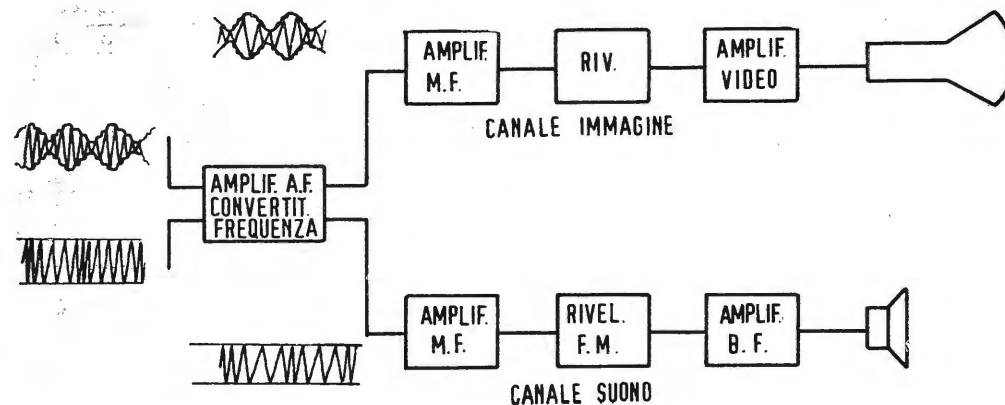 AMPLIF.
M.F.
RIV.
AMPLIF.
VIDEO
CANALE IMMAGINE
AMPLIF. A.F.
CONVERTIT.
FREQUENZA
AMPLIF.
M.F.
RIVEL.
F.M.
AMPLIF.
B.F.
CANALE SUONO